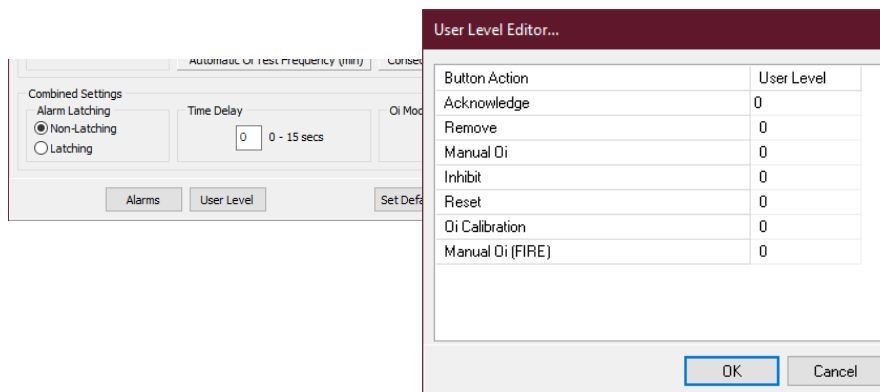 User Level Editor...
Button Action User Level
Acknowledge 0
Remove 0
Manual Oi 0
Inhibit 0
Reset 0
Oi Calibration 0
Manual Oi (FIRE) 0
OK Cancel
Automatic Oi Test Frequency (min)
Combined Settings
Alarm Latching Time Delay Oi
Non-Latching 0 0 - 15 secs
Latching
Alarms User Level Set